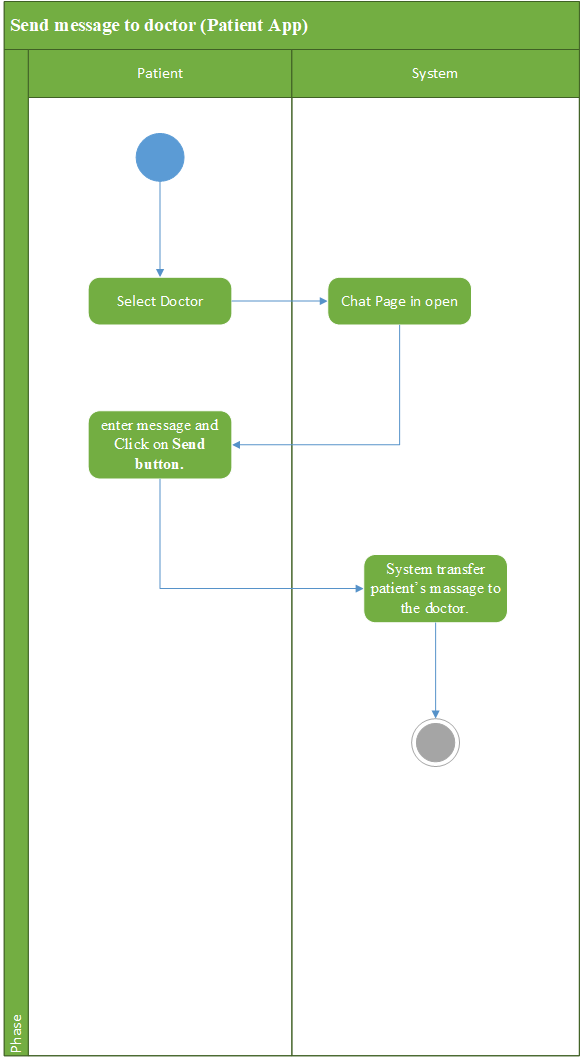 Send message to doctor (Patient App)
Patient
System
Select Doctor
Chat Page in open
enter message and
Click on Send
button.
System transfer
patient’s massage to
the doctor.
Phase